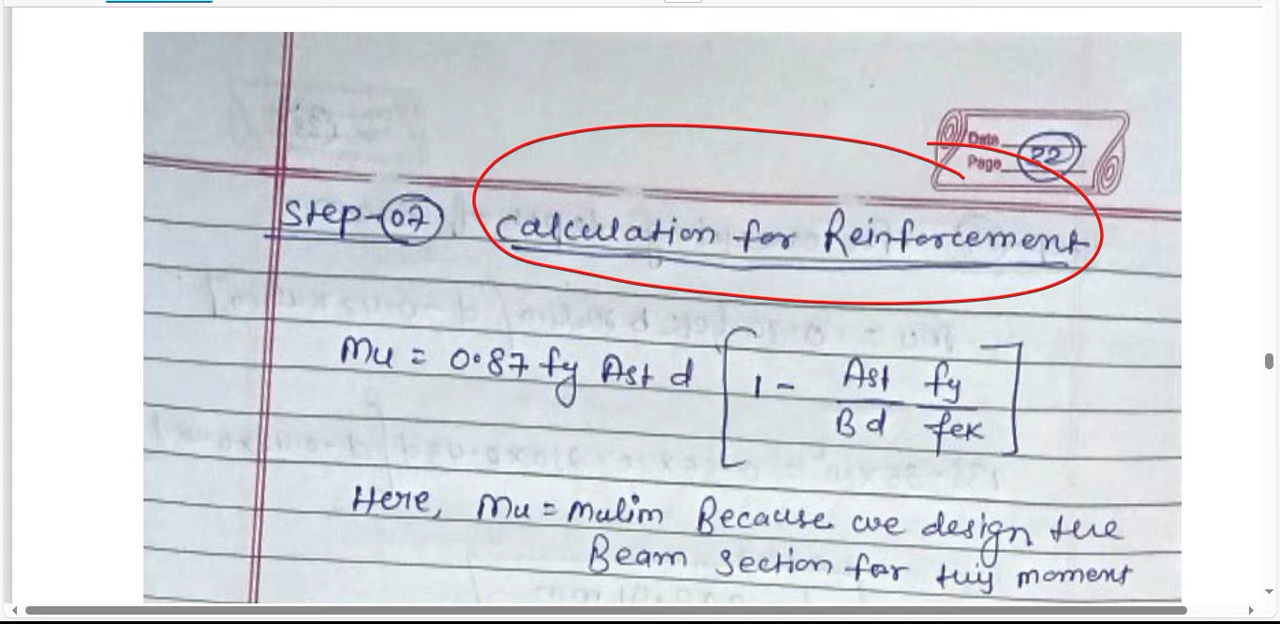 Date
Page 22
Step-07 Calculation for Reinforcement
Mu = 0.87 fy Ast d [ 1 - Ast fy / Bd fck ]
Here, Mu = Mulim Because we design the
Beam section for this moment